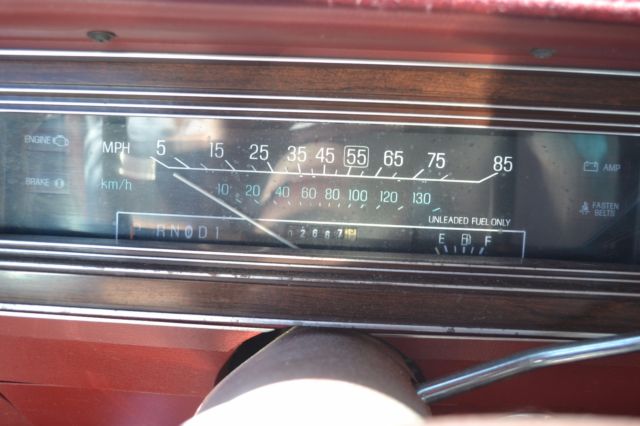 ENGINE MPH 5 15 25 35 45 55 65 75 85 AMP
BRAKE km/h 10 20 40 60 80 100 120 130 FASTEN BELTS
UNLEADED FUEL ONLY
RN0D1 E F